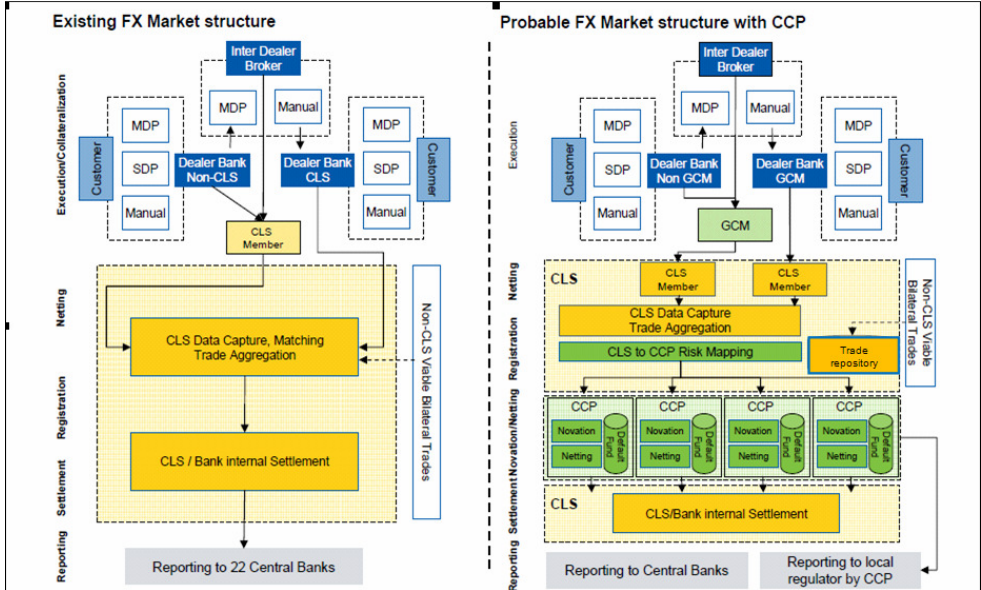 Existing FX Market structure
Inter Dealer
Broker
MDP
Manual
MDP
SDP
Manual
Customer
Dealer Bank
Non-CLS
Dealer Bank
CLS
MDP
SDP
Manual
Customer
CLS
Member
Execution/Collateralization
Netting
Registration
Settlement
Reporting
CLS Data Capture, Matching
Trade Aggregation
Non-CLS Viable
Bilateral Trades
CLS / Bank internal Settlement
Reporting to 22 Central Banks
Probable FX Market structure with CCP
Inter Dealer
Broker
MDP
Manual
MDP
SDP
Manual
Customer
Dealer Bank
Non GCM
Dealer Bank
GCM
MDP
SDP
Manual
Customer
GCM
Execution
Netting
Registration
Novation/Netting
Settlement
Reporting
CLS
CLS
Member
CLS
Member
CLS Data Capture
Trade Aggregation
CLS to CCP Risk Mapping
Trade
repository
Non-CLS Viable
Bilateral Trades
CCP
Novation
Netting
Default
Fund
CCP
Novation
Netting
Default
Fund
CCP
Novation
Netting
Default
Fund
CCP
Novation
Netting
Default
Fund
CLS/Bank internal Settlement
CLS
Reporting to Central Banks
Reporting to local
regulator by CCP